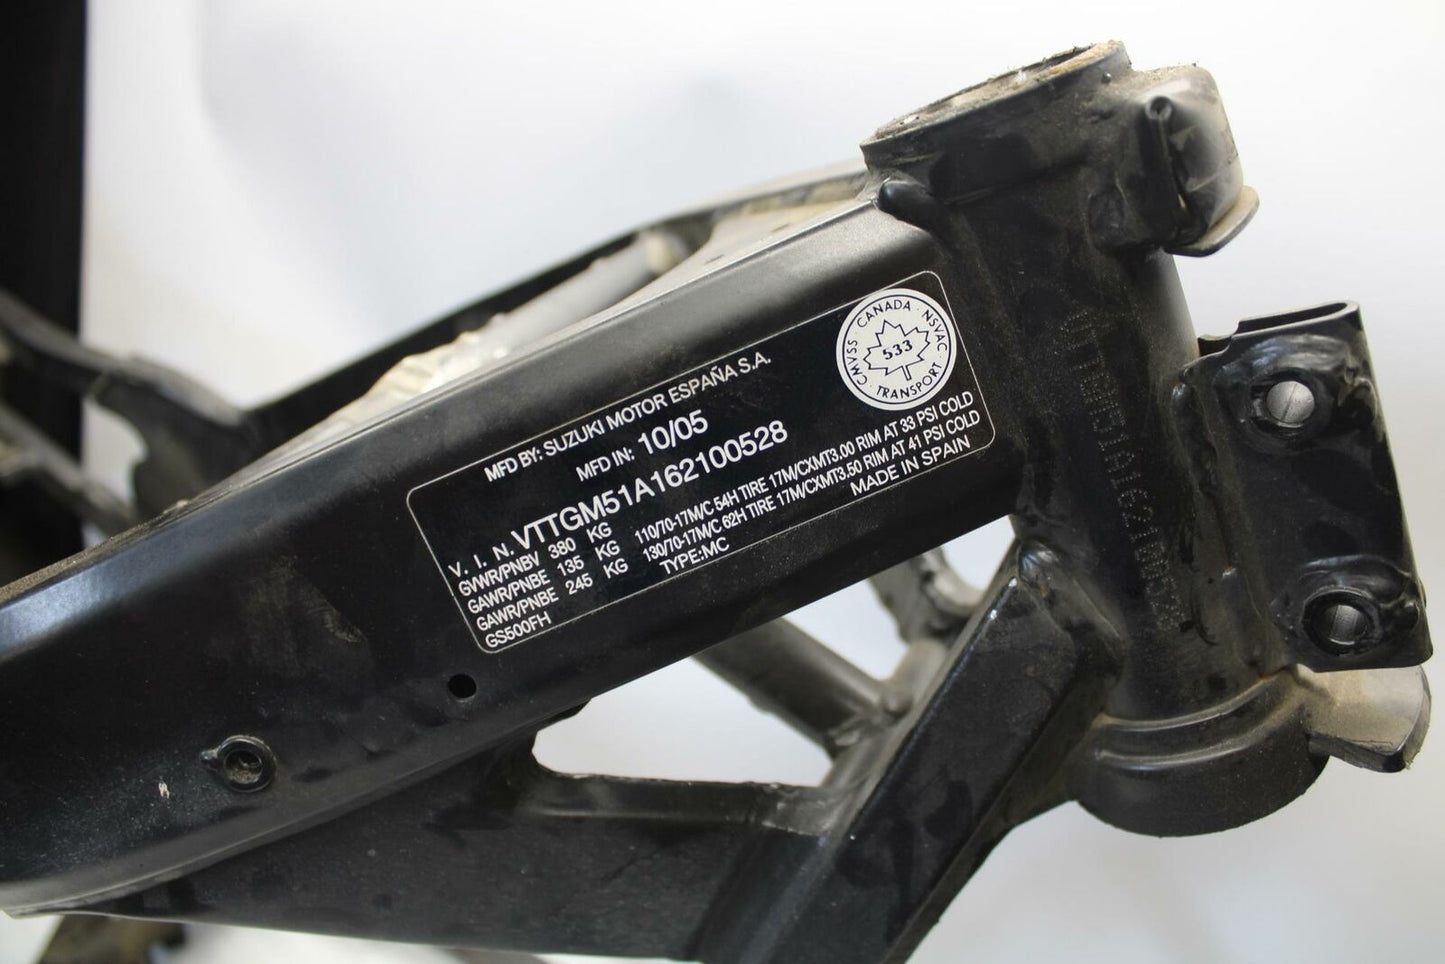 MFD BY: SUZUKI MOTOR ESPAÑA S.A.
MFD IN: 10/05
V. I. N. VTTGM51A162100528
GVWR/PNBV 380 KG
GAWR/PNBE 135 KG 110/70-17M/C 54H TIRE 17M/CXMT3.00 RIM AT 33 PSI COLD
GAWR/PNBE 245 KG 130/70-17M/C 62H TIRE 17M/CXMT3.50 RIM AT 41 PSI COLD
GS500FH TYPE:MC MADE IN SPAIN
CANADA · NSVAC
CMVSS · TRANSPORT
533
VTTGM51A162100528